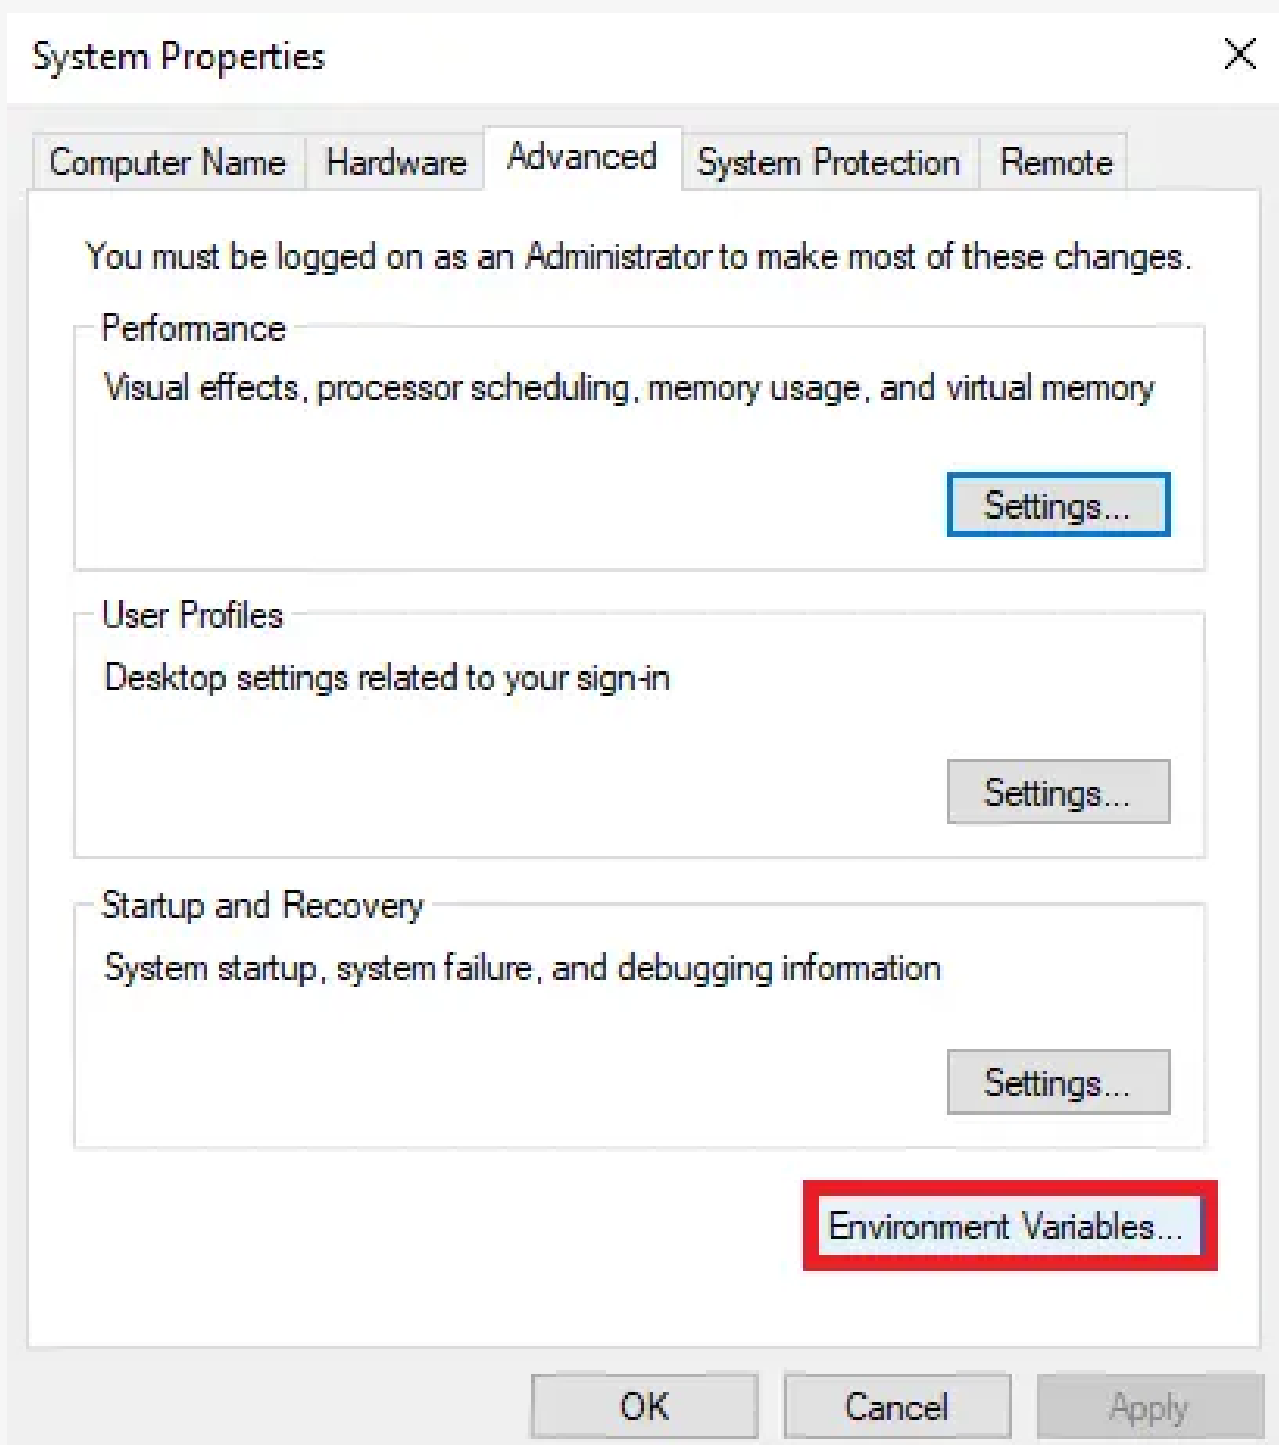 System Properties
Computer Name Hardware Advanced System Protection Remote
You must be logged on as an Administrator to make most of these changes.
Performance
Visual effects, processor scheduling, memory usage, and virtual memory
Settings...
User Profiles
Desktop settings related to your sign-in
Settings...
Startup and Recovery
System startup, system failure, and debugging information
Settings...
Environment Variables...
OK Cancel Apply